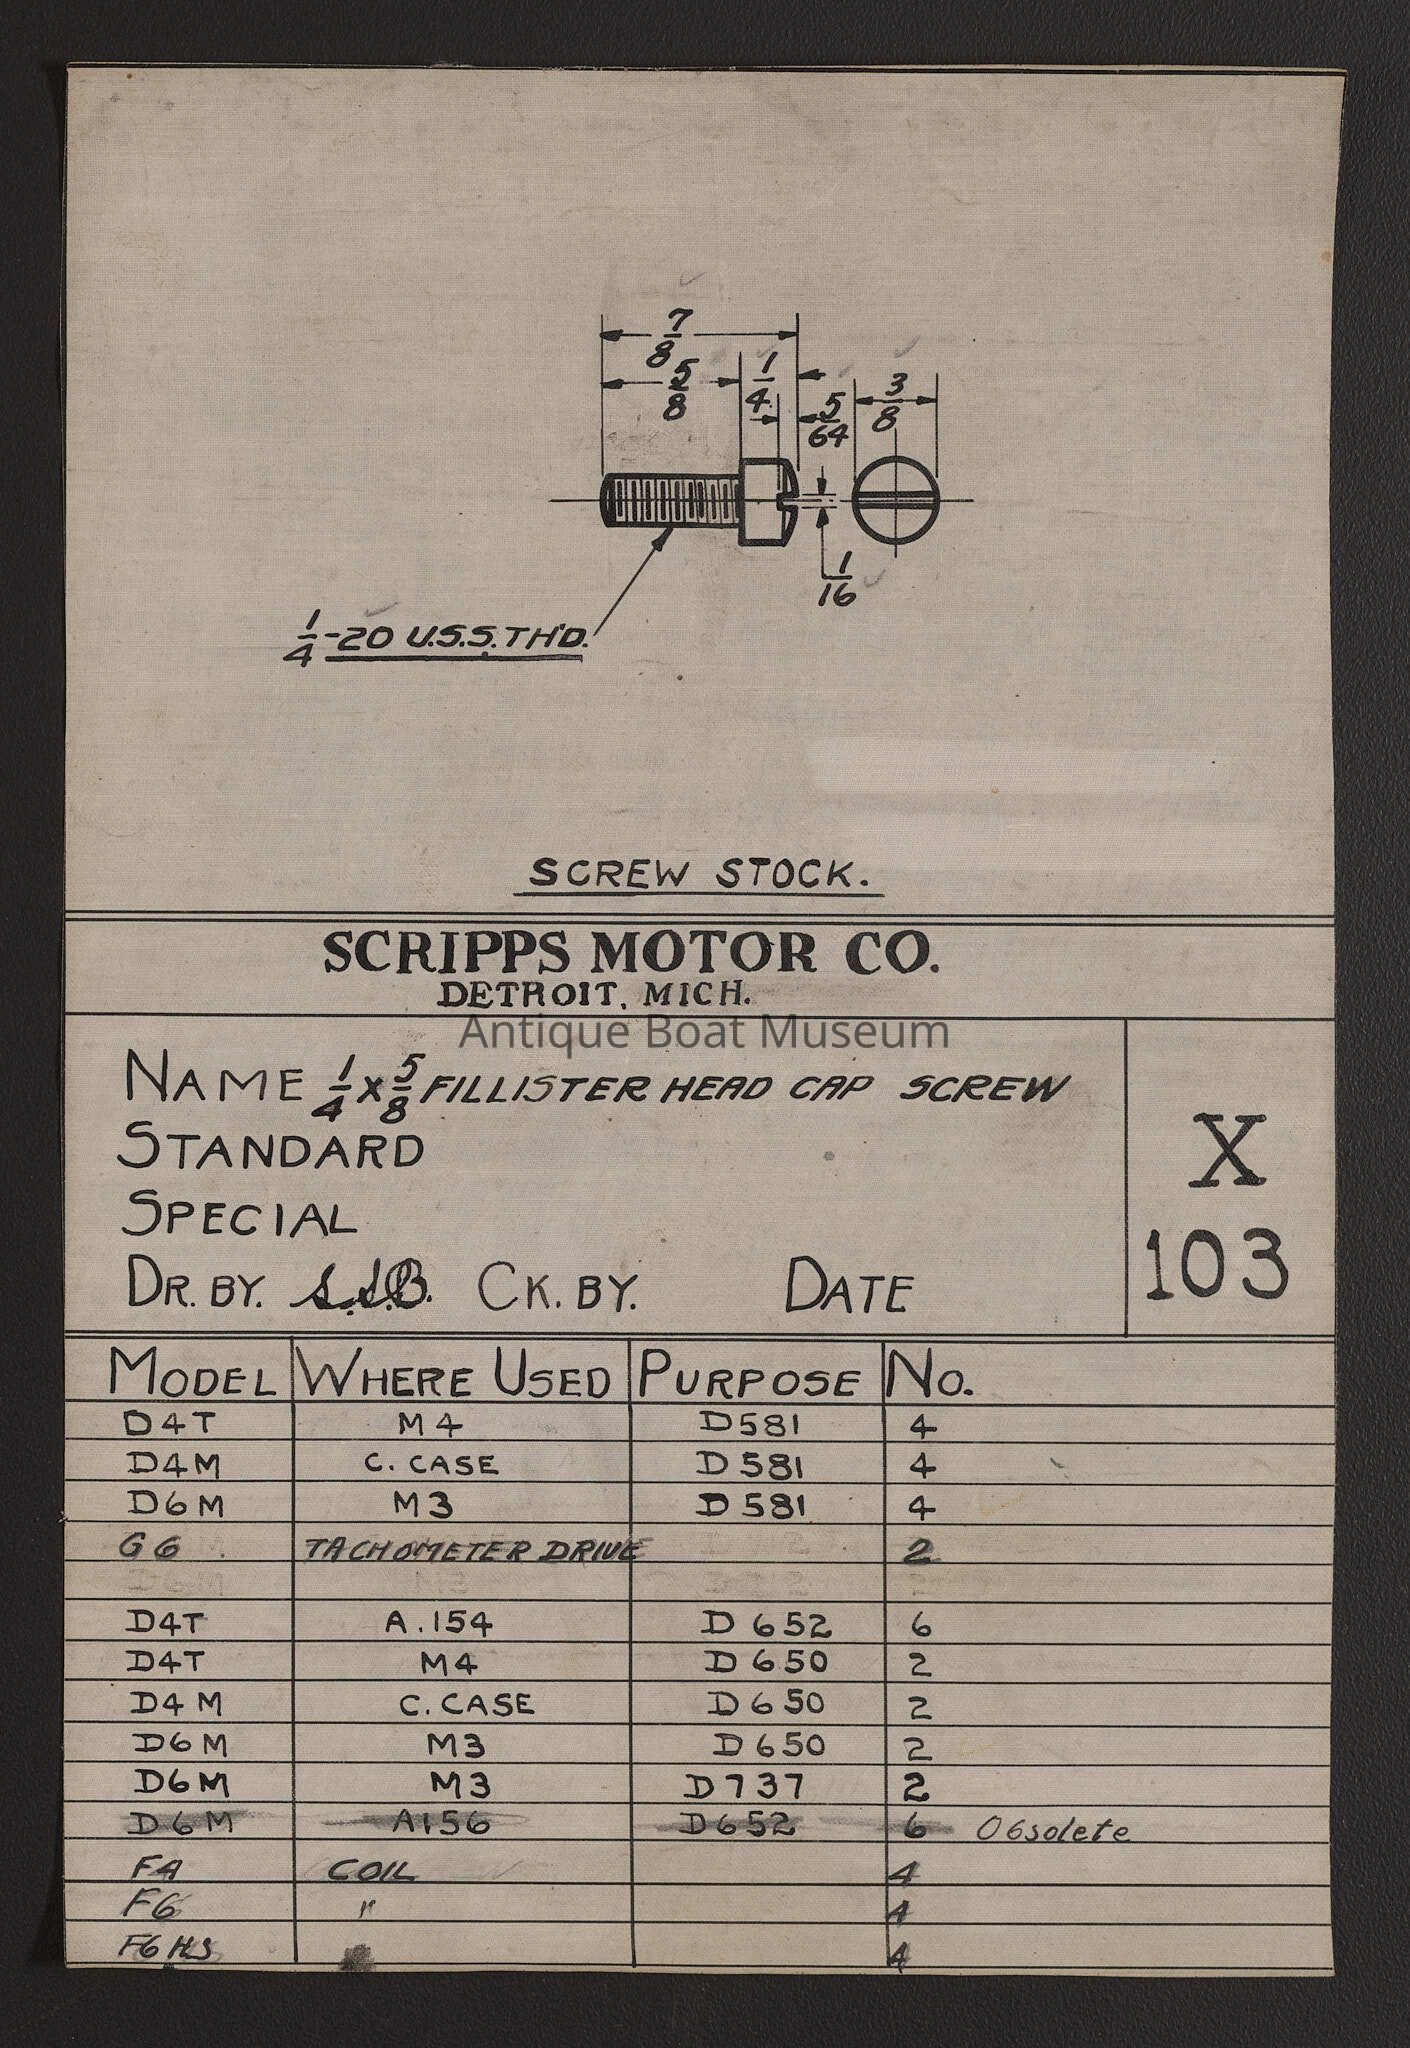 7/8
5/8 1/4 3/8
5/64
1/16
1/4-20 U.S.S. TH'D.
SCREW STOCK.
SCRIPPS MOTOR CO.
DETROIT, MICH.
Antique Boat Museum
NAME 1/4 X 5/8 FILLISTER HEAD CAP SCREW
STANDARD
SPECIAL
DR. BY. S.S.B. CK. BY. DATE
X
103
MODEL WHERE USED PURPOSE NO.
D4T M4 D581 4
D4M C. CASE D581 4
D6M M3 D581 4
G6 TACHOMETER DRIVE 2
D4T A.154 D652 6
D4T M4 D650 2
D4M C. CASE D650 2
D6M M3 D650 2
D6M M3 D737 2
D6M A156 D652 6 Obsolete
F4 COIL 4
F6 " 4
F6 HS 4